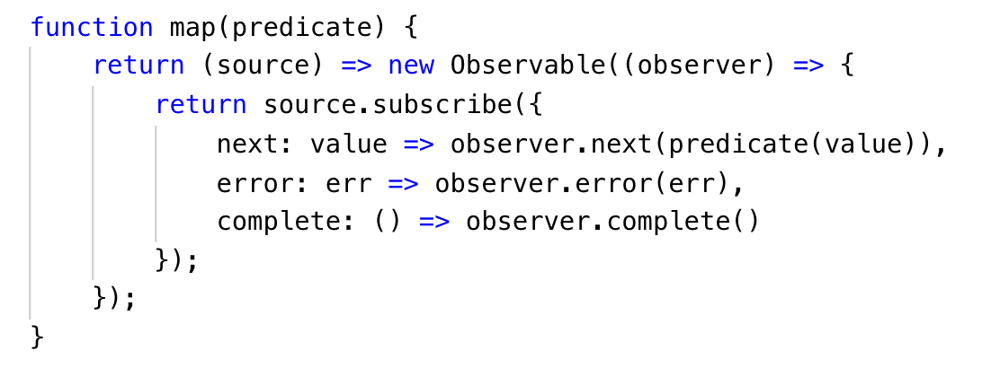 function map(predicate) {
    return (source) => new Observable((observer) => {
        return source.subscribe({
            next: value => observer.next(predicate(value)),
            error: err => observer.error(err),
            complete: () => observer.complete()
        });
    });
}